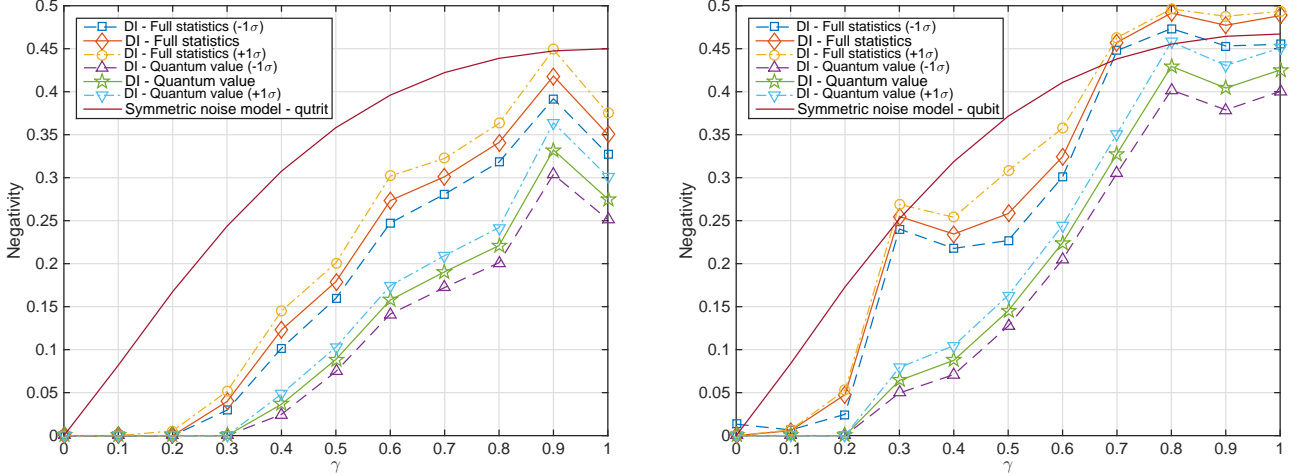 0.5
0.45
0.4
0.35
0.3
0.25
0.2
0.15
0.1
0.05
0
Negativity
DI - Full statistics (-1σ)
DI - Full statistics
DI - Full statistics (+1σ)
DI - Quantum value (-1σ)
DI - Quantum value
DI - Quantum value (+1σ)
Symmetric noise model - qutrit
0 0.1 0.2 0.3 0.4 0.5 0.6 0.7 0.8 0.9 1
γ
0.5
0.45
0.4
0.35
0.3
0.25
0.2
0.15
0.1
0.05
0
Negativity
DI - Full statistics (-1σ)
DI - Full statistics
DI - Full statistics (+1σ)
DI - Quantum value (-1σ)
DI - Quantum value
DI - Quantum value (+1σ)
Symmetric noise model - qubit
0 0.1 0.2 0.3 0.4 0.5 0.6 0.7 0.8 0.9 1
γ